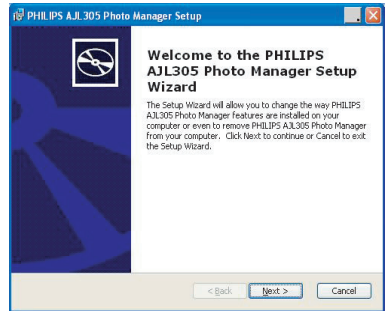 PHILIPS AJL305 Photo Manager Setup
Welcome to the PHILIPS
AJL305 Photo Manager Setup
Wizard
The Setup Wizard will allow you to change the way PHILIPS
AJL305 Photo Manager features are installed on your
computer or even to remove PHILIPS AJL305 Photo Manager
from your computer. Click Next to continue or Cancel to exit
the Setup Wizard.
< Back Next > Cancel